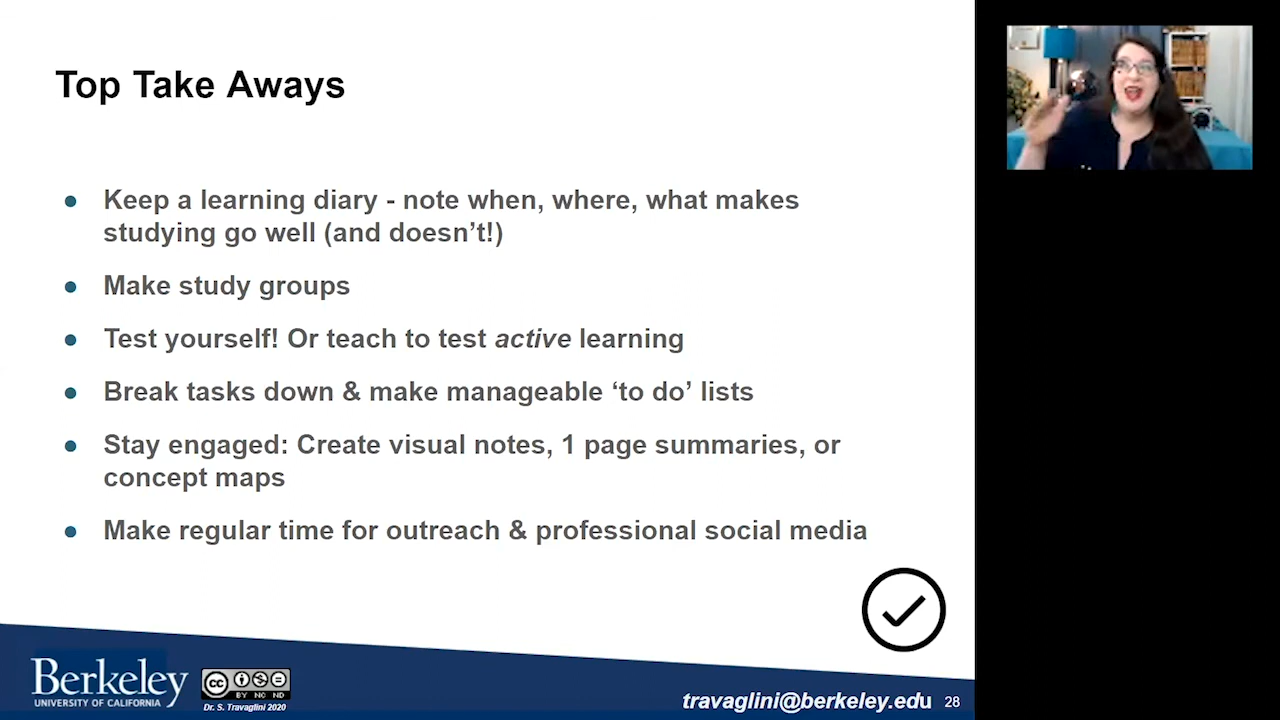 Top Take Aways
● Keep a learning diary - note when, where, what makes
studying go well (and doesn’t!)
● Make study groups
● Test yourself! Or teach to test active learning
● Break tasks down & make manageable ‘to do’ lists
● Stay engaged: Create visual notes, 1 page summaries, or
concept maps
● Make regular time for outreach & professional social media
Berkeley
UNIVERSITY OF CALIFORNIA
cc
BY NC ND
Dr. S. Travaglini 2020
travaglini@berkeley.edu 28